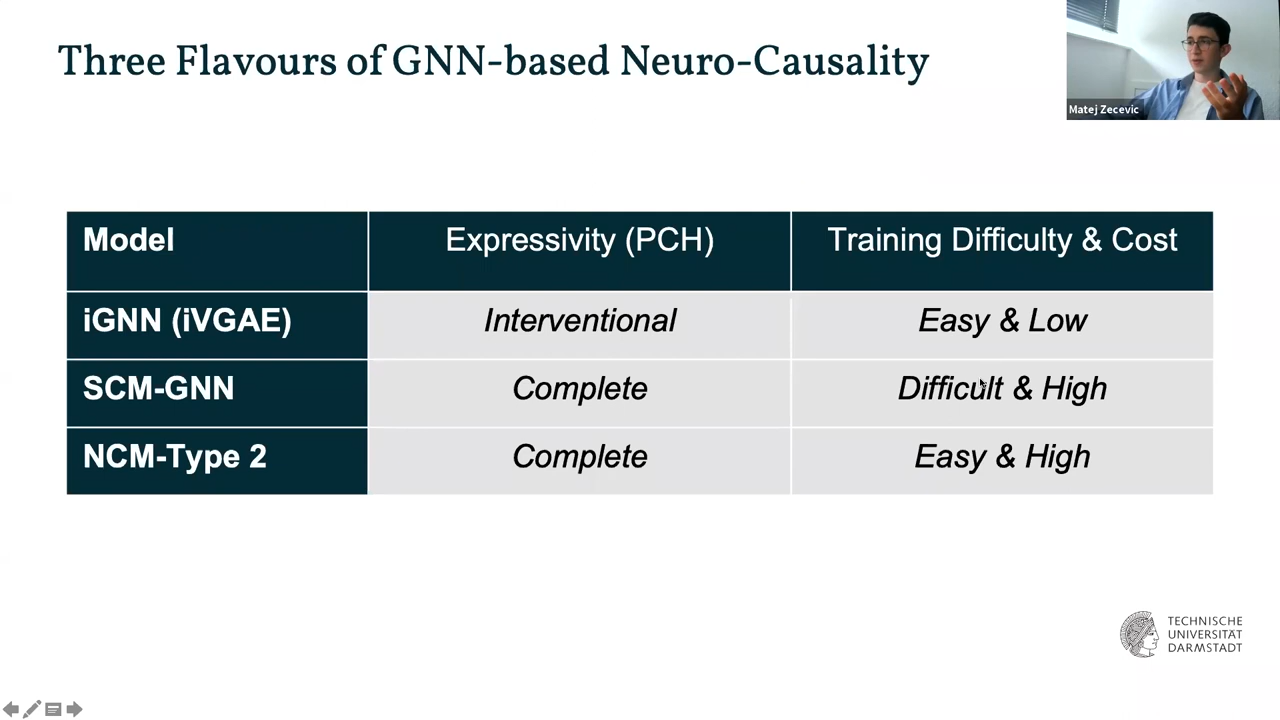 Three Flavours of GNN-based Neuro-Causality
Matej Zecevic
Model Expressivity (PCH) Training Difficulty & Cost
iGNN (iVGAE) Interventional Easy & Low
SCM-GNN Complete Difficult & High
NCM-Type 2 Complete Easy & High
TECHNISCHE
UNIVERSITÄT
DARMSTADT